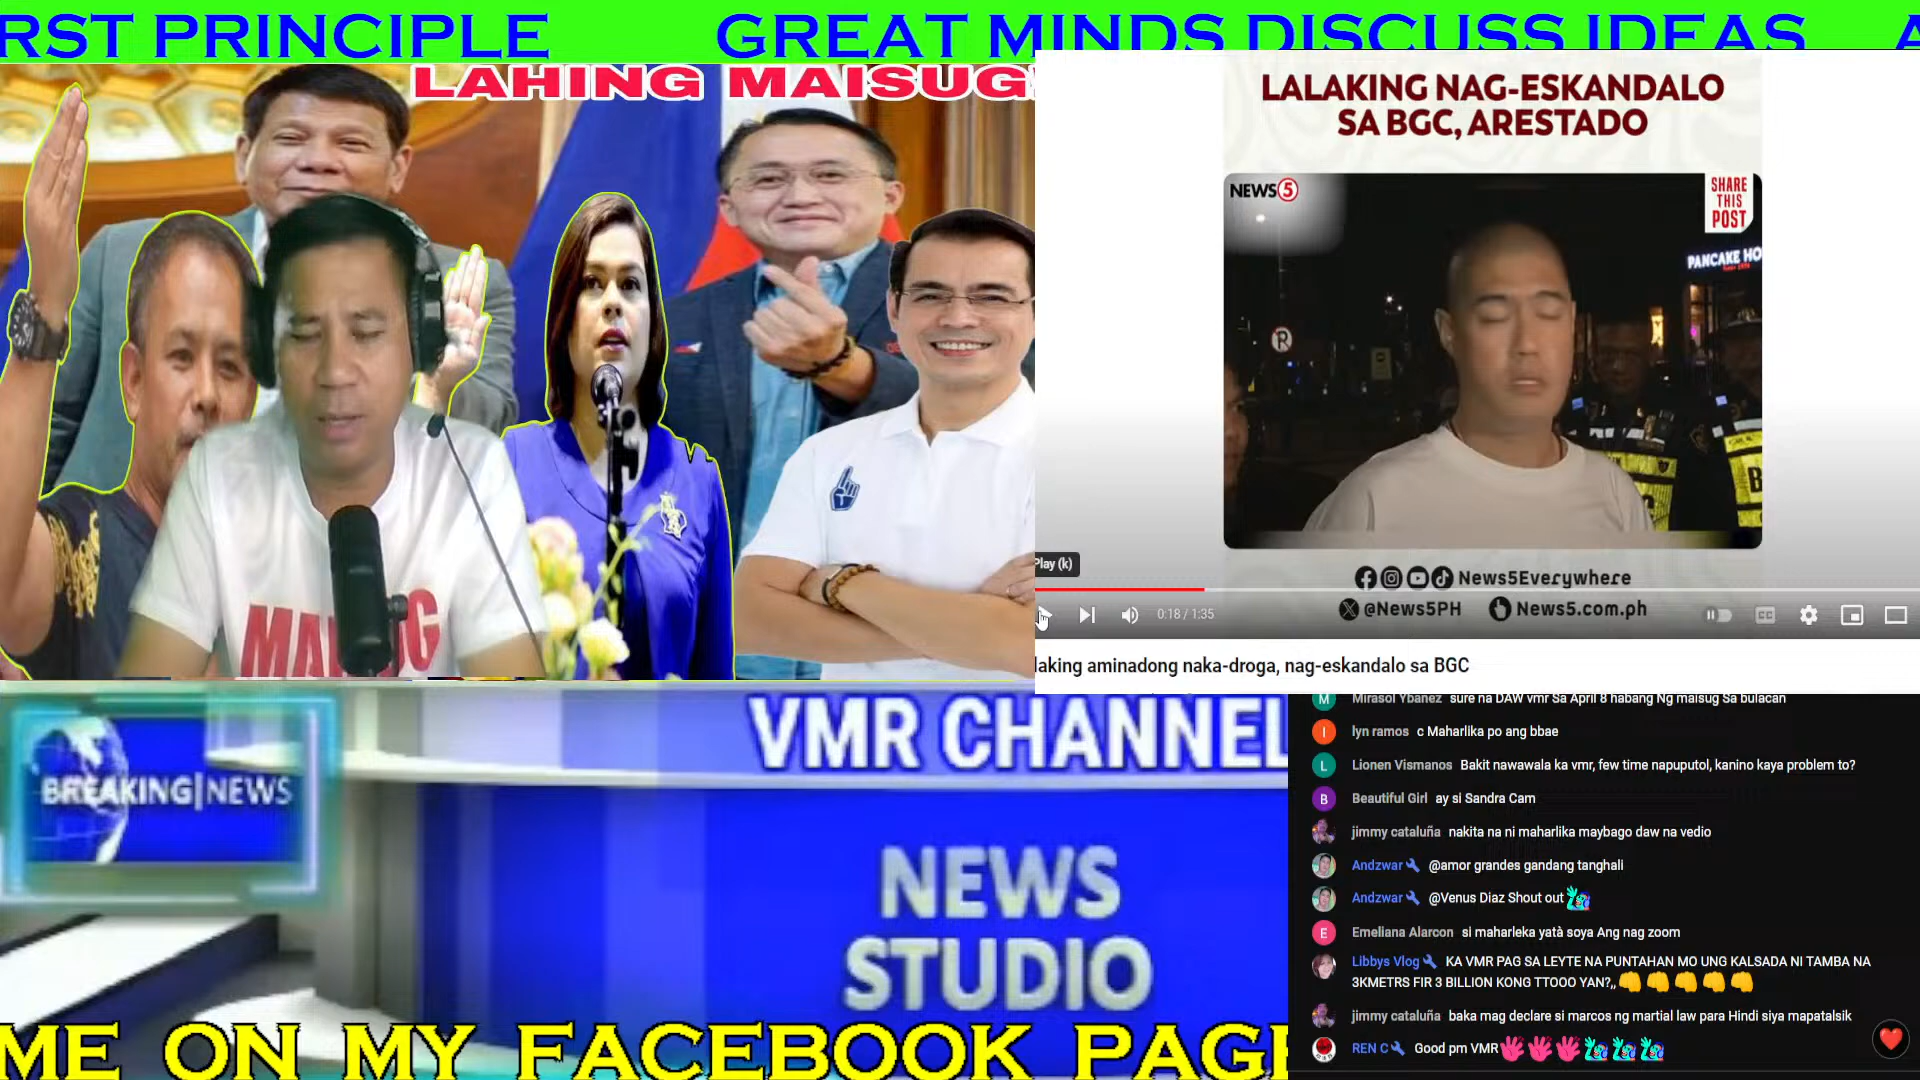 RST PRINCIPLE GREAT MINDS DISCUSS IDEAS A
LAHING MAISUG
LALAKING NAG-ESKANDALO
SA BGC, ARESTADO
NEWS 5
SHARE
THIS
POST
PANCAKE HO
Play (k)
0:18 / 1:35
News5Everywhere
@News5PH News5.com.ph
laking aminadong naka-droga, nag-eskandalo sa BGC
VMR CHANNEL
BREAKING|NEWS
NEWS
STUDIO
ME ON MY FACEBOOK PAGE
M Mirasol Ybanez sure na DAW vmr Sa April 8 habang Ng maisug Sa bulacan
l lyn ramos c Maharlika po ang bbae
L Lionen Vismanos Bakit nawawala ka vmr, few time napuputol, kanino kaya problem to?
B Beautiful Girl ay si Sandra Cam
jimmy cataluña nakita na ni maharlika maybago daw na vedio
Andzwar @amor grandes gandang tanghali
Andzwar @Venus Diaz Shout out
E Emeliana Alarcon si maharleka yatà soya Ang nag zoom
Libbys Vlog KA VMR PAG SA LEYTE NA PUNTAHAN MO UNG KALSADA NI TAMBA NA
3KMETRS FIR 3 BILLION KONG TTOOO YAN?,,
jimmy cataluña baka mag declare si marcos ng martial law para Hindi siya mapatalsik
REN C Good pm VMR